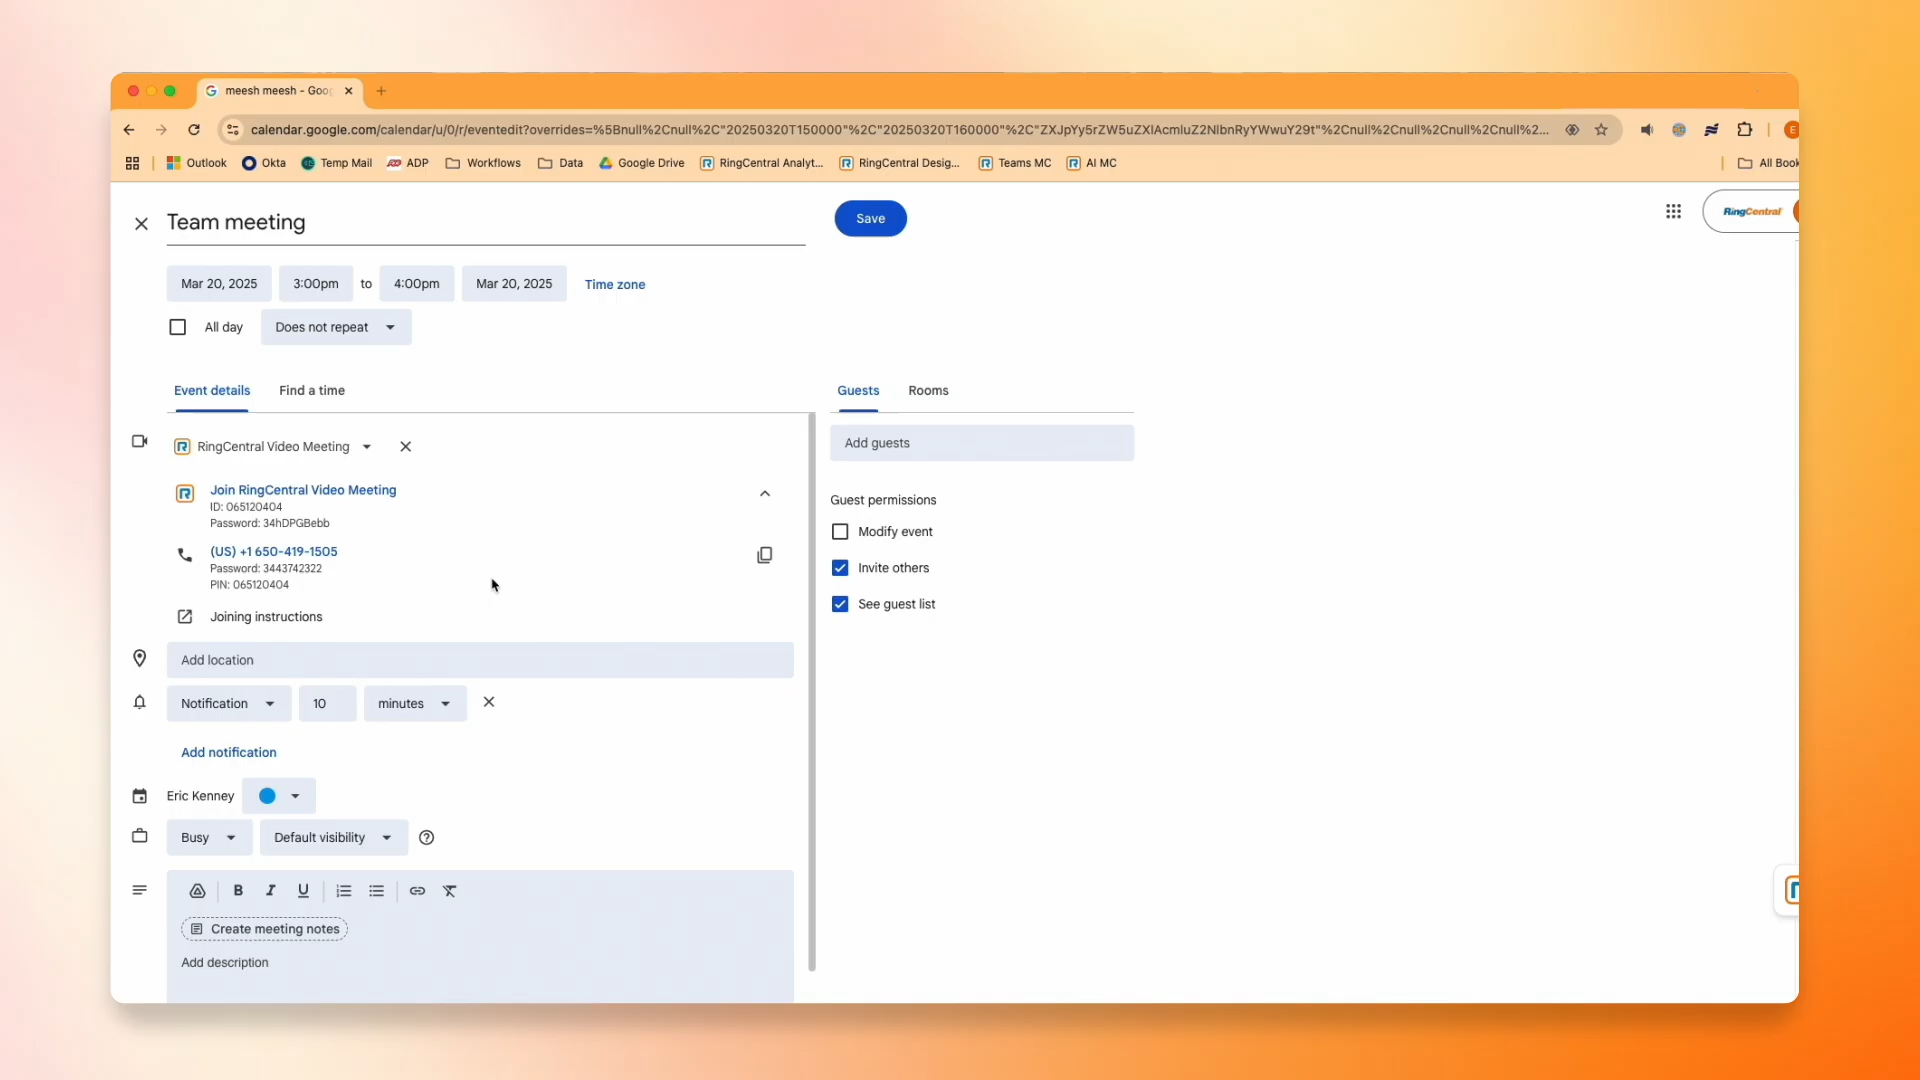 meesh meesh - Goo
calendar.google.com/calendar/u/0/r/eventedit?overrides=%5Bnull%2Cnull%2C"20250320T150000"%2C"20250320T160000"%2C"ZXJpYy5rZW5uZXlAcmluZ2NlbnRyYWwuY29t"%2Cnull%2Cnull%2Cnull%2Cnull%2...
E
Outlook Okta Temp Mail ADP Workflows Data Google Drive RingCentral Analyt... RingCentral Desig... Teams MC AI MC All Book
Team meeting
Save
RingCentral
Mar 20, 2025 3:00pm to 4:00pm Mar 20, 2025 Time zone
All day Does not repeat
Event details Find a time
Guests Rooms
RingCentral Video Meeting
Add guests
Join RingCentral Video Meeting
ID: 065120404
Password: 34hDPGBebb
Guest permissions
Modify event
(US) +1 650-419-1505
Password: 3443742322
PIN: 065120404
Invite others
See guest list
Joining instructions
Add location
Notification 10 minutes
Add notification
Eric Kenney
Busy Default visibility
B I U
Create meeting notes
Add description